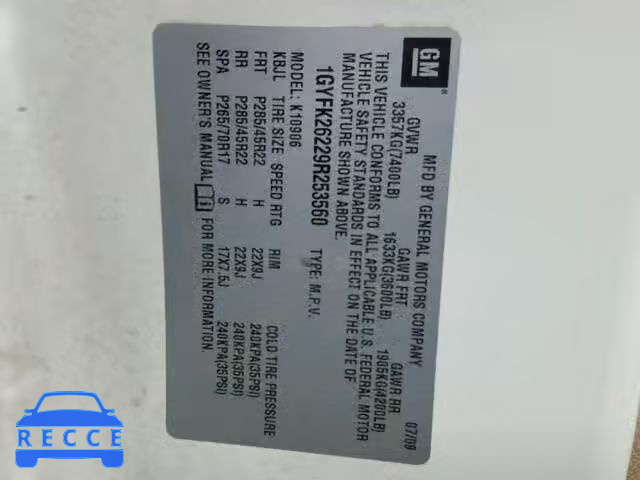 GM
MFD BY GENERAL MOTORS COMPANY 07/09
GVWR GAWR FRT GAWR RR
3357KG(7400LB) 1633KG(3600LB) 1905KG(4200LB)
THIS VEHICLE CONFORMS TO ALL APPLICABLE U.S. FEDERAL MOTOR
VEHICLE SAFETY STANDARDS IN EFFECT ON THE DATE OF
MANUFACTURE SHOWN ABOVE.
1GYFK26229R253560 TYPE: M.P.V.
MODEL: K10906
KBJL TIRE SIZE SPEED RTG RIM COLD TIRE PRESSURE
FRT P285/45R22 H 22X9J 240KPA(35PSI)
RR P285/45R22 H 22X9J 240KPA(35PSI)
SPA P265/70R17 S 17X7.5J 240KPA(35PSI)
SEE OWNER'S MANUAL FOR MORE INFORMATION.
RECCE